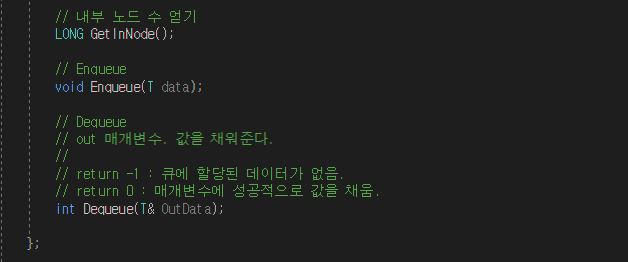 // 내부 노드 수 얻기
LONG GetInNode();
// Enqueue
void Enqueue(T data);
// Dequeue
// out 매개변수. 값을 채워준다.
//
// return -1 : 큐에 할당된 데이터가 없음.
// return 0 : 매개변수에 성공적으로 값을 채움.
int Dequeue(T& OutData);
};